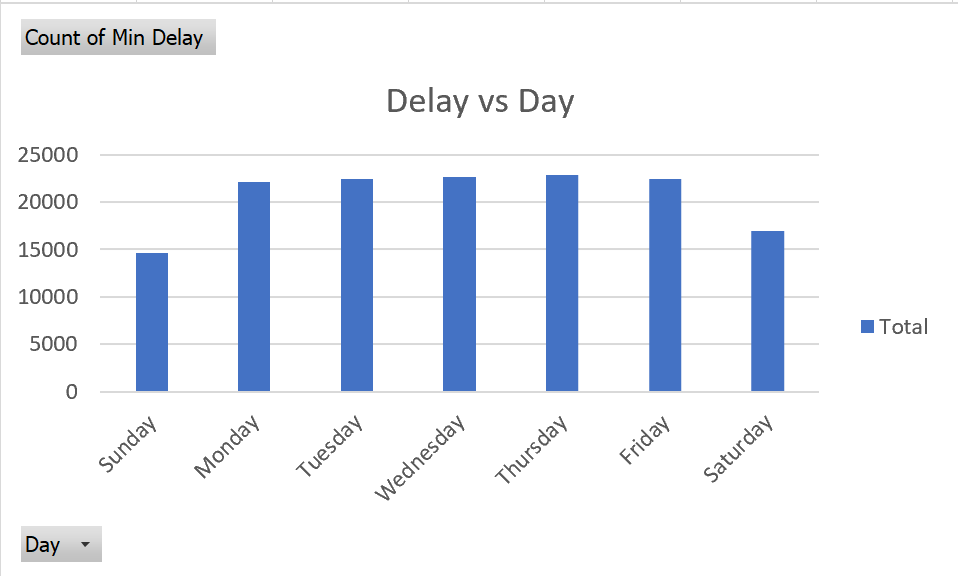 Count of Min Delay
Delay vs Day
25000
20000
15000
10000
5000
0
Total
Sunday
Monday
Tuesday
Wednesday
Thursday
Friday
Saturday
Day